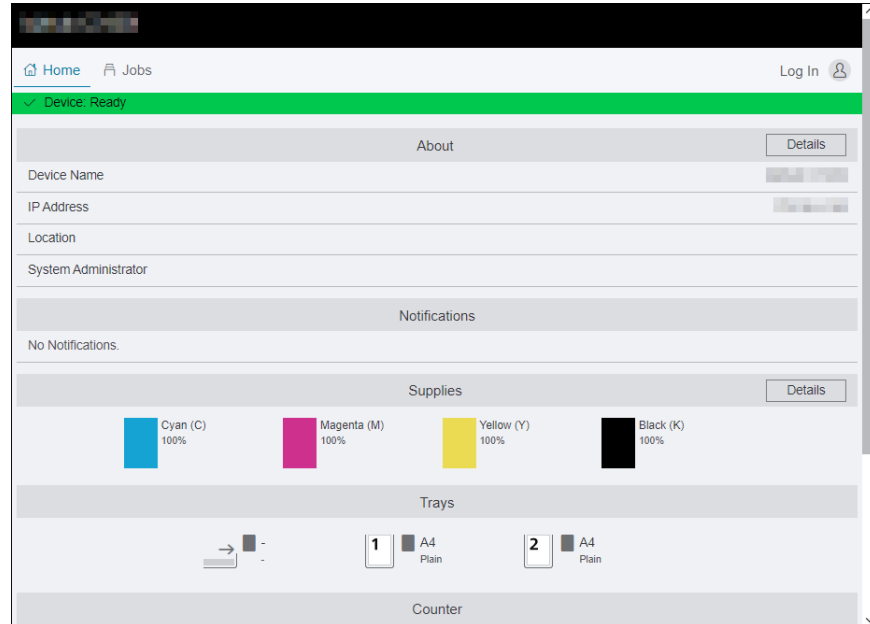 Home Jobs Log In
Device: Ready
About Details
Device Name
IP Address
Location
System Administrator
Notifications
No Notifications.
Supplies Details
Cyan (C) Magenta (M) Yellow (Y) Black (K)
100% 100% 100% 100%
Trays
- 1 A4 2 A4
- Plain Plain
Counter